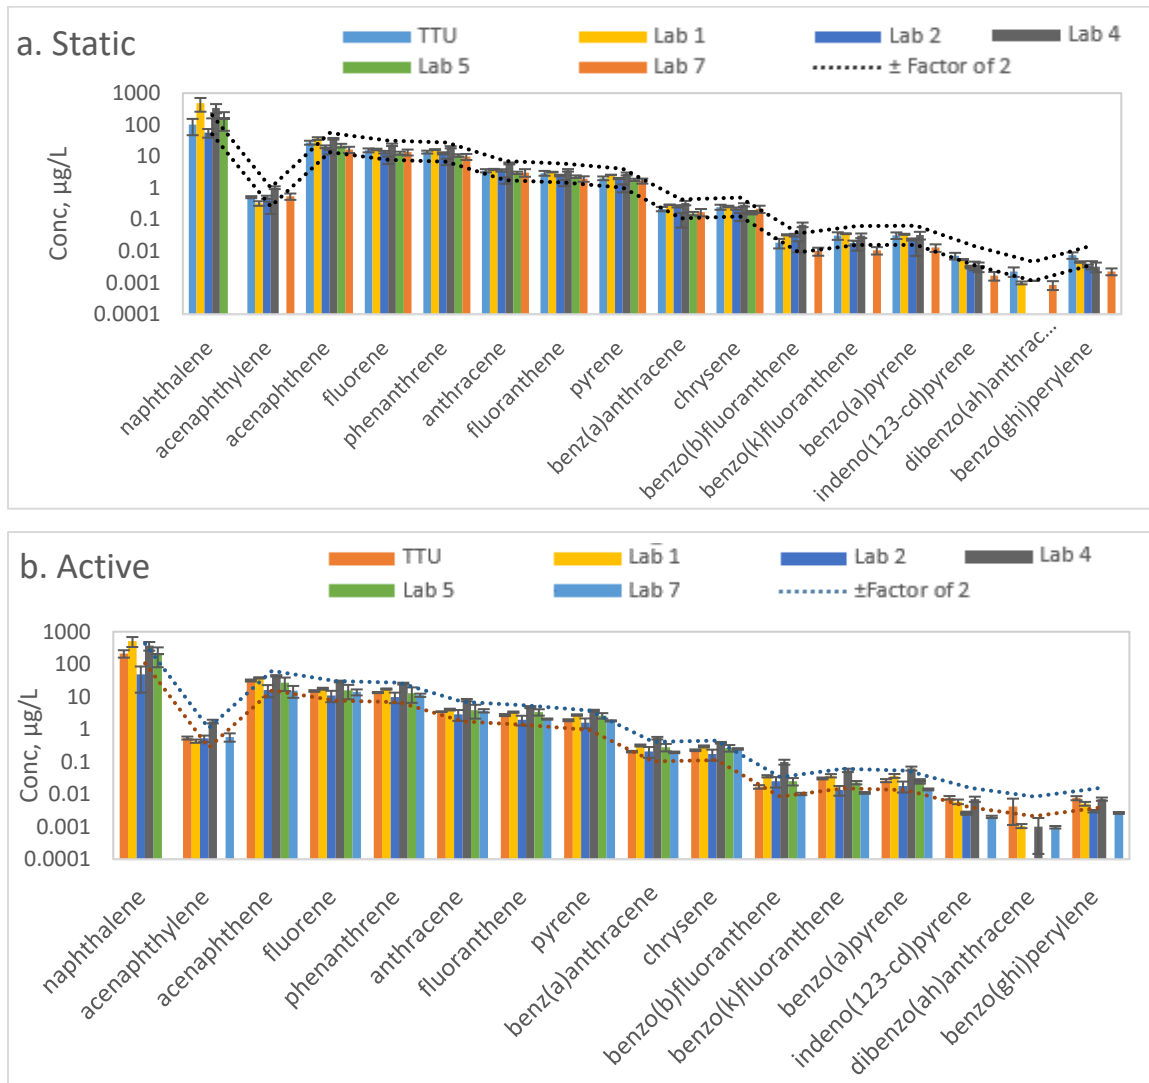 a. Static
TTU Lab 1 Lab 2 Lab 4
Lab 5 Lab 7 ± Factor of 2
Conc, µg/L
1000
100
10
1
0.1
0.01
0.001
0.0001
naphthalene
acenaphthylene
acenaphthene
fluorene
phenanthrene
anthracene
fluoranthene
pyrene
benz(a)anthracene
chrysene
benzo(b)fluoranthene
benzo(k)fluoranthene
benzo(a)pyrene
indeno(123-cd)pyrene
dibenzo(ah)anthrac...
benzo(ghi)perylene
b. Active
TTU Lab 1 Lab 2 Lab 4
Lab 5 Lab 7 ±Factor of 2
Conc, µg/L
1000
100
10
1
0.1
0.01
0.001
0.0001
naphthalene
acenaphthylene
acenaphthene
fluorene
phenanthrene
anthracene
fluoranthene
pyrene
benz(a)anthracene
chrysene
benzo(b)fluoranthene
benzo(k)fluoranthene
benzo(a)pyrene
indeno(123-cd)pyrene
dibenzo(ah)anthracene
benzo(ghi)perylene